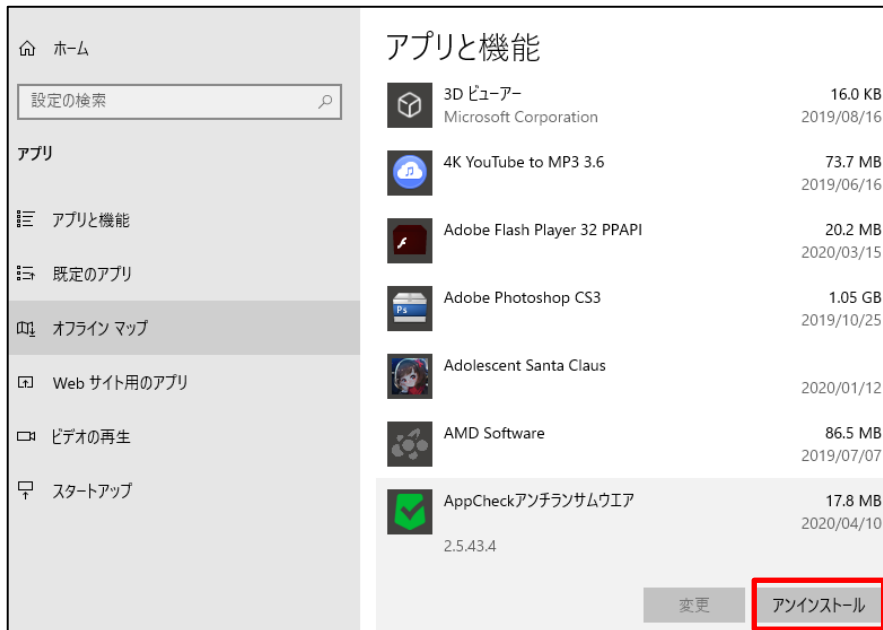 ホーム
設定の検索
アプリ
アプリと機能
既定のアプリ
オフライン マップ
Web サイト用のアプリ
ビデオの再生
スタートアップ
アプリと機能
3D ビューアー 16.0 KB
Microsoft Corporation 2019/08/16
4K YouTube to MP3 3.6 73.7 MB
2019/06/16
Adobe Flash Player 32 PPAPI 20.2 MB
2020/03/15
Ps
Adobe Photoshop CS3 1.05 GB
2019/10/25
Adolescent Santa Claus
2020/01/12
AMD Software 86.5 MB
2019/07/07
AppCheckアンチランサムウエア 17.8 MB
2020/04/10
2.5.43.4
変更 アンインストール